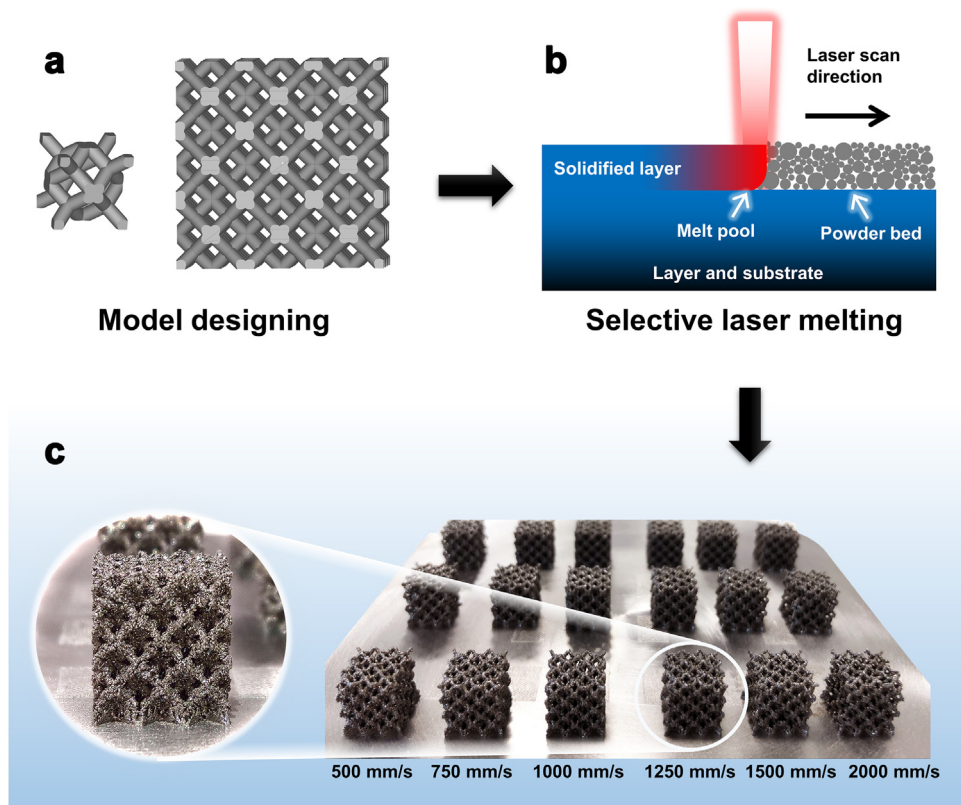 a
b
Laser scan
direction
Solidified layer
Melt pool
Powder bed
Layer and substrate
Model designing
Selective laser melting
c
500 mm/s 750 mm/s 1000 mm/s 1250 mm/s 1500 mm/s 2000 mm/s